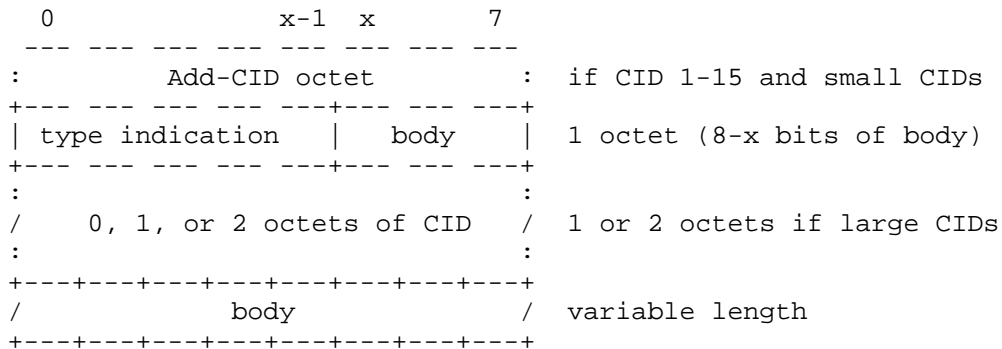 0              x-1  x       7
 --- --- --- --- --- --- --- ---
:         Add-CID octet         :  if CID 1-15 and small CIDs
+--- --- --- --- ---+--- --- ---+
| type indication   |   body    |  1 octet (8-x bits of body)
+--- --- --- --- ---+--- --- ---+
:                               :
/    0, 1, or 2 octets of CID   /  1 or 2 octets if large CIDs
:                               :
+---+---+---+---+---+---+---+---+
/             body              /  variable length
+---+---+---+---+---+---+---+---+